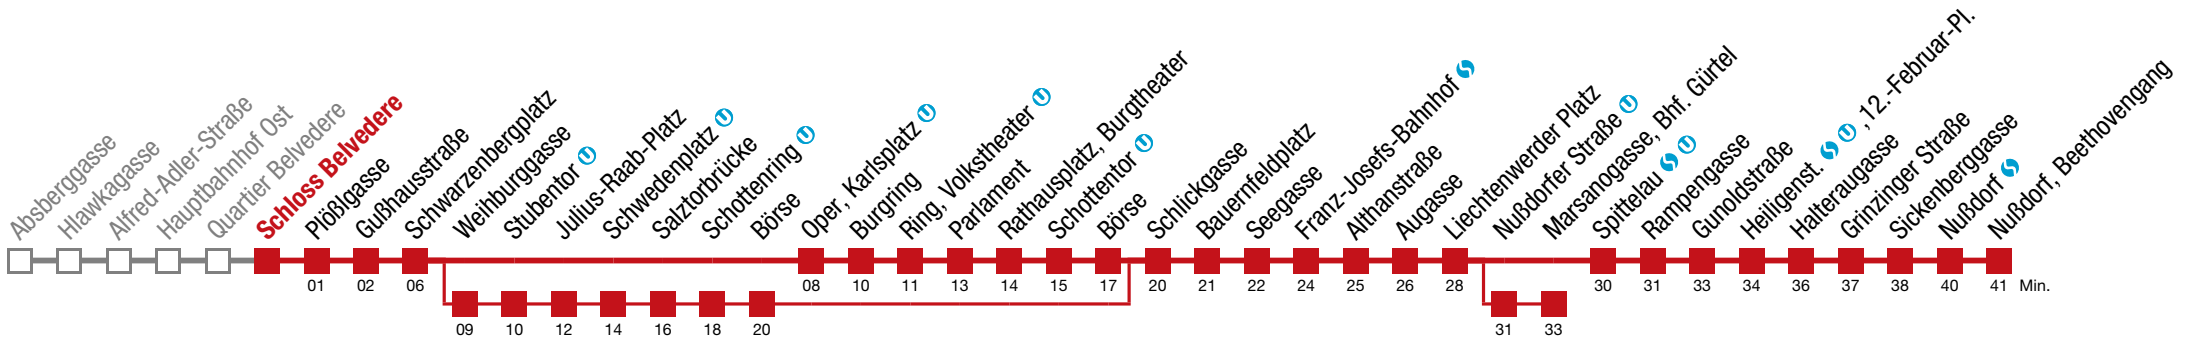 Absberggasse
Hlawkagasse
Alfred-Adler-Straße
Hauptbahnhof Ost
Quartier Belvedere
Schloss Belvedere
Plößlgasse
Gußhausstraße
Schwarzenbergplatz
Weihburggasse
Stubentor U
Julius-Raab-Platz
Schwedenplatz U
Salztorbrücke
Schottenring U
Börse
Oper, Karlsplatz U
Burgring
Ring, Volkstheater U
Parlament
Rathausplatz, Burgtheater
Schottentor U
Börse
Schlickgasse
Bauernfeldplatz
Seegasse
Franz-Josefs-Bahnhof S
Althanstraße
Augasse
Liechtenwerder Platz
Nußdorfer Straße U
Marsanogasse, Bhf. Gürtel
Spittelau S U
Rampengasse
Gunoldstraße
Heiligenst. S U , 12.-Februar-Pl.
Halteraugasse
Grinzinger Straße
Sickenberggasse
Nußdorf S
Nußdorf, Beethovengang
01 02 06 08 10 11 13 14 15 17 20 21 22 24 25 26 28 30 31 33 34 36 37 38 40 41 Min.
09 10 12 14 16 18 20 31 33